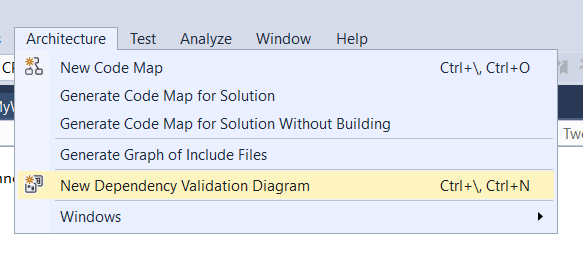 Architecture Test Analyze Window Help
New Code Map Ctrl+\, Ctrl+O
Generate Code Map for Solution
Generate Code Map for Solution Without Building
Generate Graph of Include Files
New Dependency Validation Diagram Ctrl+\, Ctrl+N
Windows